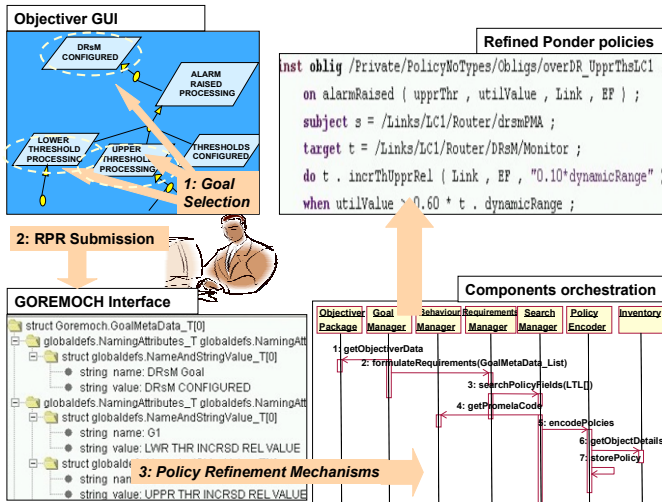 Objectiver GUI
DRsM
CONFIGURED
ALARM
RAISED
PROCESSING
LOWER
THRESHOLD
PROCESSING
UPPER
THRESHOLD
PROCESSING
THRESHOLDS
CONFIGURED
1: Goal
Selection
2: RPR Submission
GOREMOCH Interface
struct Goremoch.GoalMetaData_T[0]
globaldefs.NamingAttributes_T globaldefs.NamingAtt
struct globaldefs.NameAndStringValue_T[0]
string name: DRsM Goal
string value: DRsM CONFIGURED
globaldefs.NamingAttributes_T globaldefs.NamingAtt
struct globaldefs.NameAndStringValue_T[0]
string name: G1
string value: LWR THR INCRSD REL VALUE
struct globalde
string na
string value: UPPR THR INCRSD REL VALUE
3: Policy Refinement Mechanisms
Refined Ponder policies
inst oblig /Private/PolicyNoTypes/Obligs/overDR_UpprThsLC1
on alarmRaised ( upprThr , utilValue , Link , EF ) ;
subject s = /Links/LC1/Router/drsmPMA ;
target t = /Links/LC1/Router/DRsM/Monitor ;
do t . incrThUpprRel ( Link , EF , "0.10*dynamicRange" )
when utilValue > 0.60 * t . dynamicRange ;
Components orchestration
Objectiver
Package
Goal
Manager
Behaviour
Manager
Requirements
Manager
Search
Manager
Policy
Encoder
Inventory
1: getObjectiverData
2: formulateRequirements(GoalMetaData_List)
3: searchPolicyFields(LTL[])
4: getPromelaCode
5: encodePolcies
6: getObjectDetails
7: storePolicy